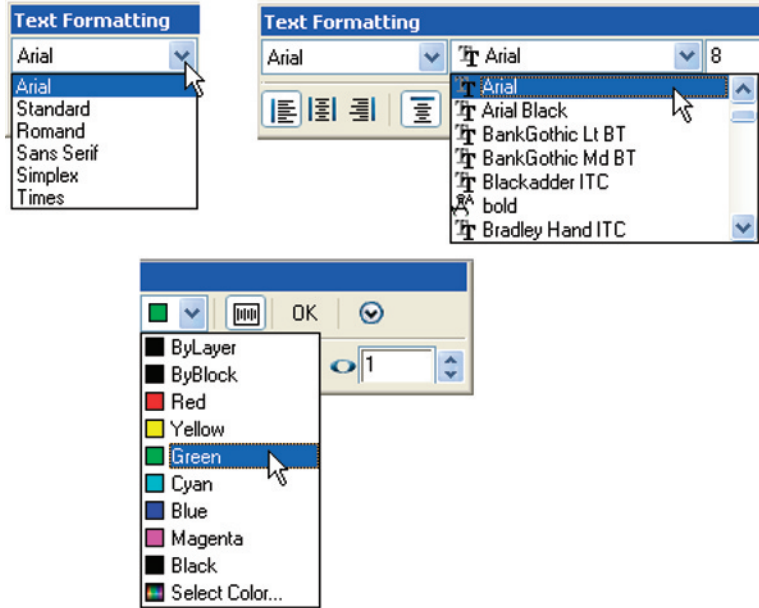 Text Formatting
Arial
Arial
Standard
Romand
Sans Serif
Simplex
Times
Text Formatting
Arial Arial 8
Arial
Arial Black
BankGothic Lt BT
BankGothic Md BT
Blackadder ITC
bold
Bradley Hand ITC
OK
ByLayer
1
ByBlock
Red
Yellow
Green
Cyan
Blue
Magenta
Black
Select Color...